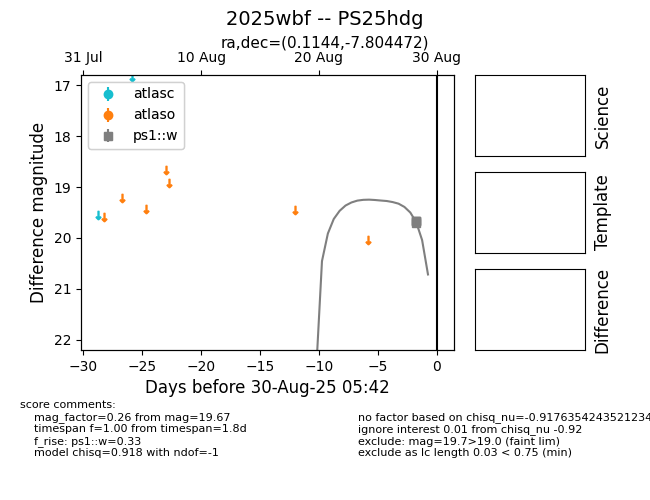 2025wbf -- PS25hdg
ra,dec=(0.1144,-7.804472)
31 Jul 10 Aug 20 Aug 30 Aug
atlasc
atlaso
ps1::w
17
18
19
20
21
22
Difference magnitude
−30 −25 −20 −15 −10 −5 0
Days before 30-Aug-25 05:42
Science
Template
Difference
score comments:
mag_factor=0.26 from mag=19.67
timespan f=1.00 from timespan=1.8d
f_rise: ps1::w=0.33
model chisq=0.918 with ndof=-1
no factor based on chisq_nu=-0.9176354243521234
ignore interest 0.01 from chisq_nu -0.92
exclude: mag=19.7>19.0 (faint lim)
exclude as lc length 0.03 < 0.75 (min)